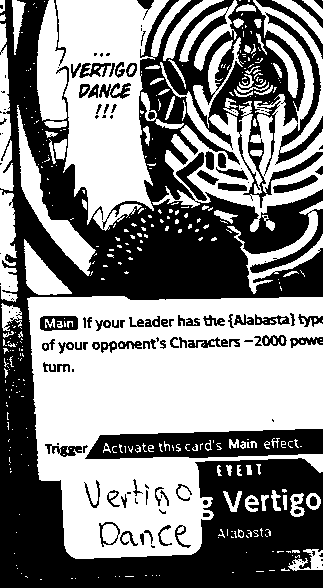 ...
VERTIGO
DANCE
!!!
Main If your Leader has the {Alabasta} type
of your opponent's Characters −2000 powe
turn.
Trigger Activate this card's Main effect.
EVENT
g Vertigo
Vertigo
Dance
Alabasta